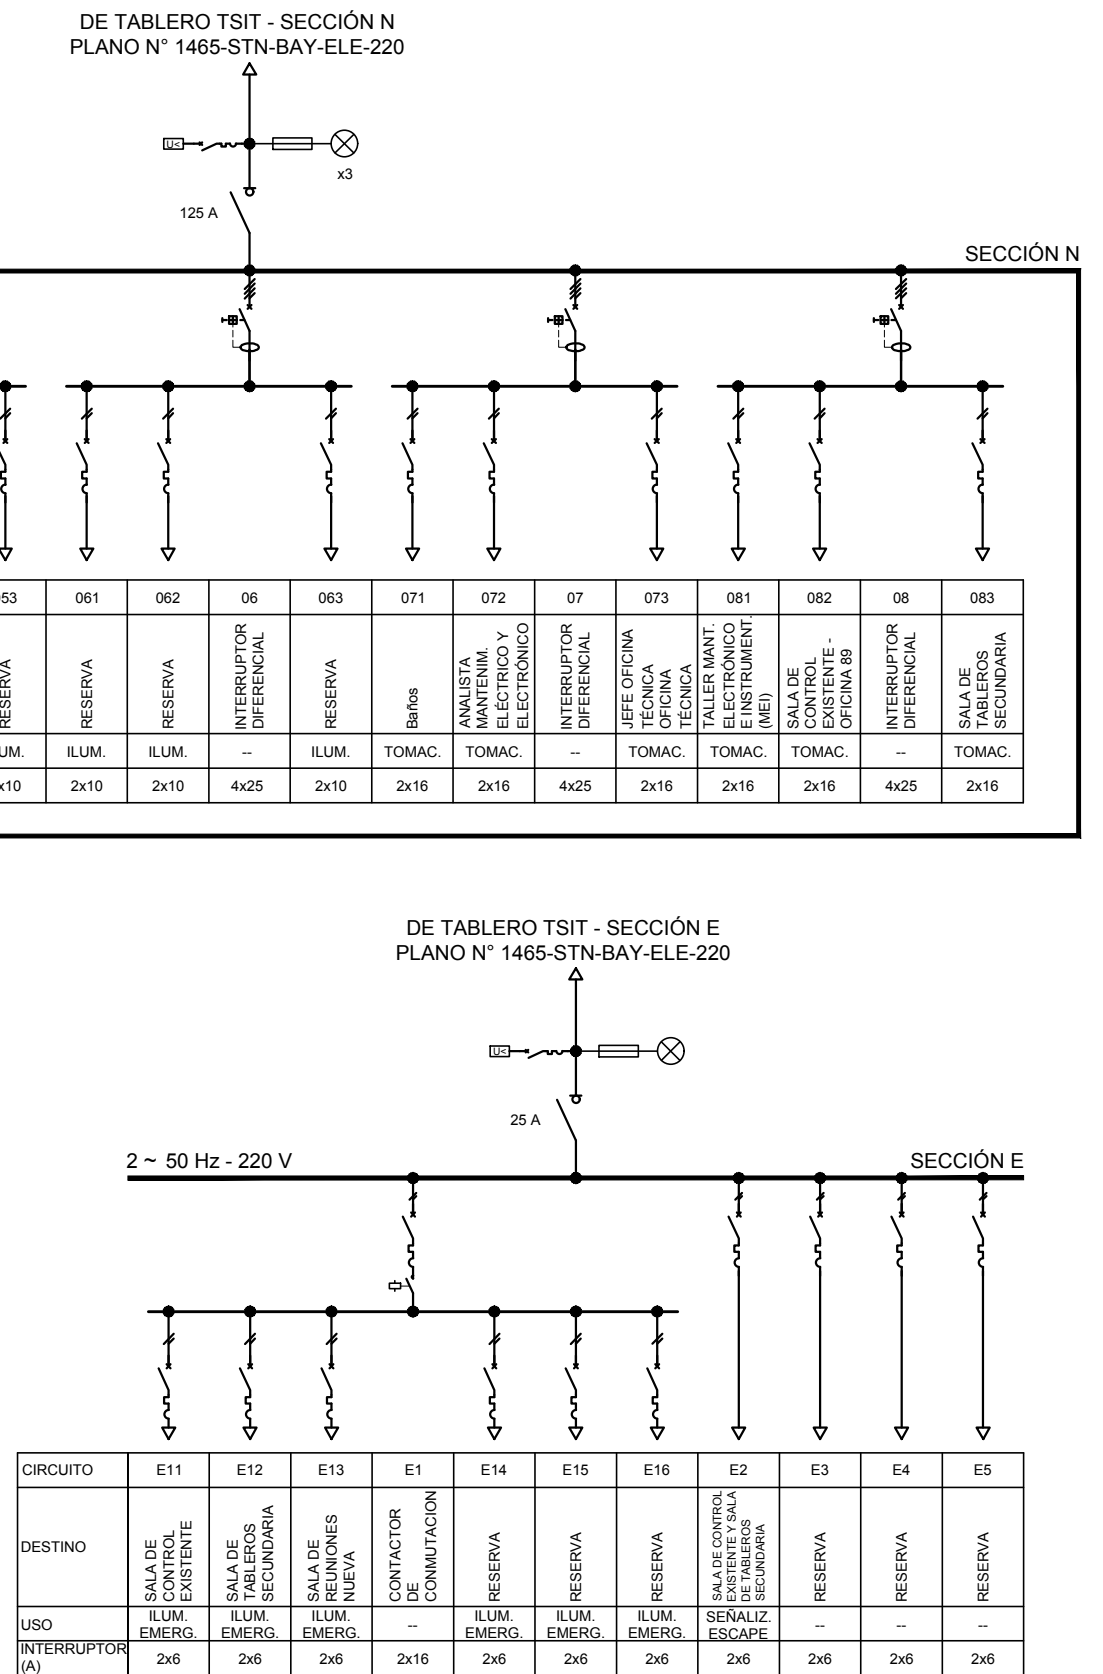 DE TABLERO TSIT - SECCIÓN N
PLANO N° 1465-STN-BAY-ELE-220
U<
x3
125 A
SECCIÓN N
053 061 062 06 063 071 072 07 073 081 082 08 083
RESERVA
RESERVA
RESERVA
INTERRUPTOR
DIFERENCIAL
RESERVA
Baños
ANALISTA
MANTENIM.
ELÉCTRICO Y
ELECTRÓNICO
INTERRUPTOR
DIFERENCIAL
JEFE OFICINA
TÉCNICA
OFICINA
TÉCNICA
TALLER MANT.
ELECTRÓNICO
E INSTRUMENT.
(MEI)
SALA DE
CONTROL
EXISTENTE -
OFICINA 89
INTERRUPTOR
DIFERENCIAL
SALA DE
TABLEROS
SECUNDARIA
UM. ILUM. ILUM. -- ILUM. TOMAC. TOMAC. -- TOMAC. TOMAC. TOMAC. -- TOMAC.
x10 2x10 2x10 4x25 2x10 2x16 2x16 4x25 2x16 2x16 2x16 4x25 2x16
DE TABLERO TSIT - SECCIÓN E
PLANO N° 1465-STN-BAY-ELE-220
U<
25 A
2 ~ 50 Hz - 220 V
SECCIÓN E
CIRCUITO E11 E12 E13 E1 E14 E15 E16 E2 E3 E4 E5
DESTINO
SALA DE
CONTROL
EXISTENTE
SALA DE
TABLEROS
SECUNDARIA
SALA DE
REUNIONES
NUEVA
CONTACTOR
DE
CONMUTACION
RESERVA
RESERVA
RESERVA
SALA DE CONTROL
EXISTENTE Y SALA
DE TABLEROS
SECUNDARIA
RESERVA
RESERVA
RESERVA
USO
ILUM.
EMERG.
ILUM.
EMERG.
ILUM.
EMERG.
--
ILUM.
EMERG.
ILUM.
EMERG.
ILUM.
EMERG.
SEÑALIZ.
ESCAPE
--
--
--
INTERRUPTOR
(A)
2x6 2x6 2x6 2x16 2x6 2x6 2x6 2x6 2x6 2x6 2x6